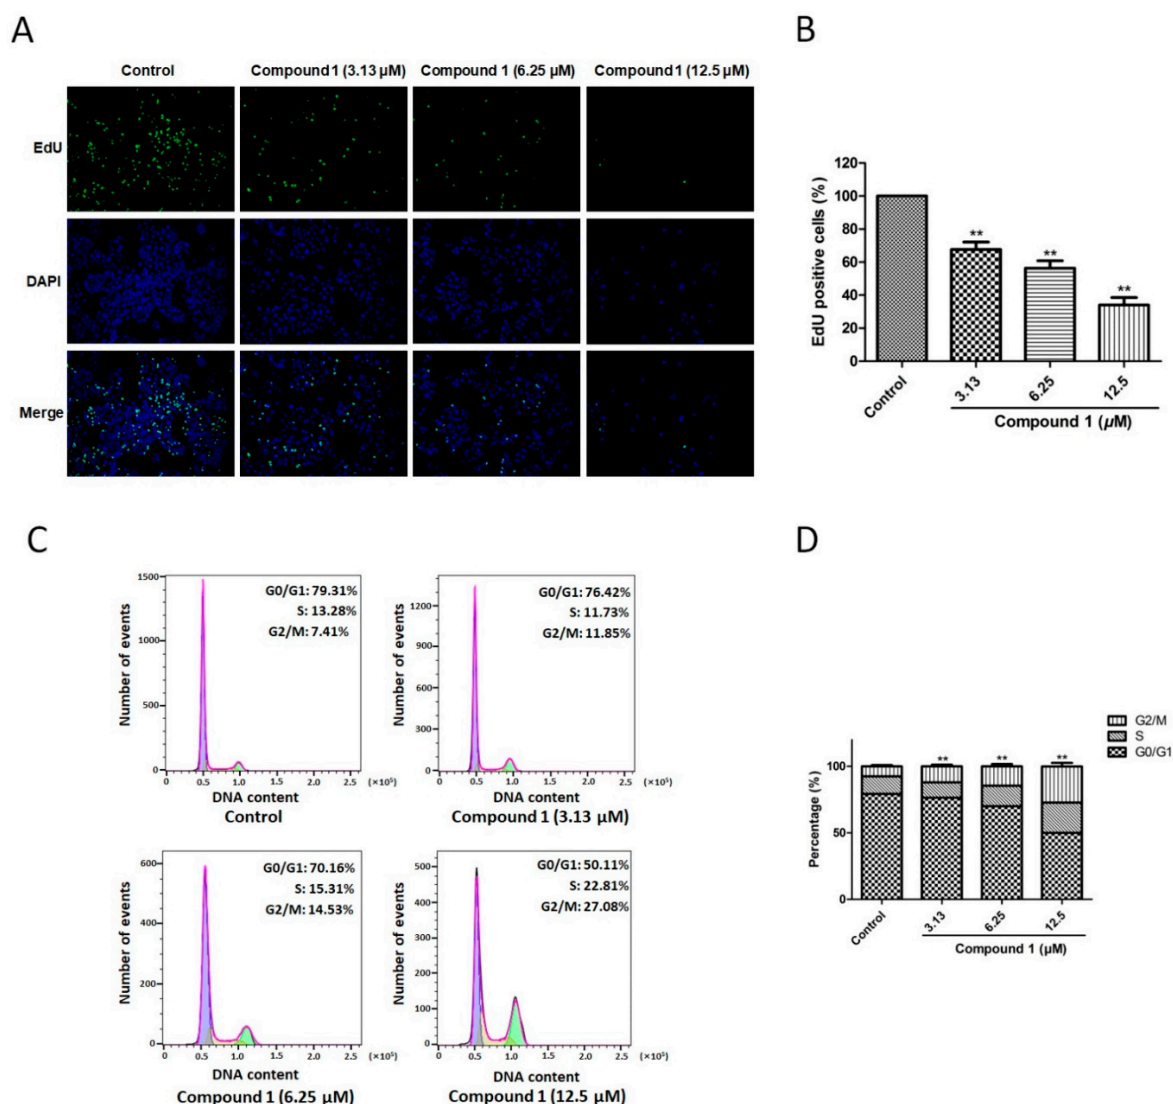 A
Control
Compound 1 (3.13 µM)
Compound 1 (6.25 µM)
Compound 1 (12.5 µM)
EdU
DAPI
Merge
B
EdU positive cells (%)
120
100
80
60
40
20
0
**
**
**
Control
3.13
6.25
12.5
Compound 1 (µM)
C
Number of events
1500
1000
500
0
G0/G1: 79.31%
S: 13.28%
G2/M: 7.41%
0 0.5 1.0 1.5 2.0 2.5 (×10⁵)
DNA content
Control
Number of events
1200
900
600
300
0
G0/G1: 76.42%
S: 11.73%
G2/M: 11.85%
0 0.5 1.0 1.5 2.0 2.5 (×10⁵)
DNA content
Compound 1 (3.13 µM)
Number of events
600
400
200
0
G0/G1: 70.16%
S: 15.31%
G2/M: 14.53%
0 0.5 1.0 1.5 2.0 2.5 (×10⁵)
DNA content
Compound 1 (6.25 µM)
Number of events
500
400
300
200
100
0
G0/G1: 50.11%
S: 22.81%
G2/M: 27.08%
0 0.5 1.0 1.5 2.0 2.5 (×10⁵)
DNA content
Compound 1 (12.5 µM)
D
G2/M
S
G0/G1
Percentage (%)
100
50
0
**
**
**
Control
3.13
6.25
12.5
Compound 1 (µM)